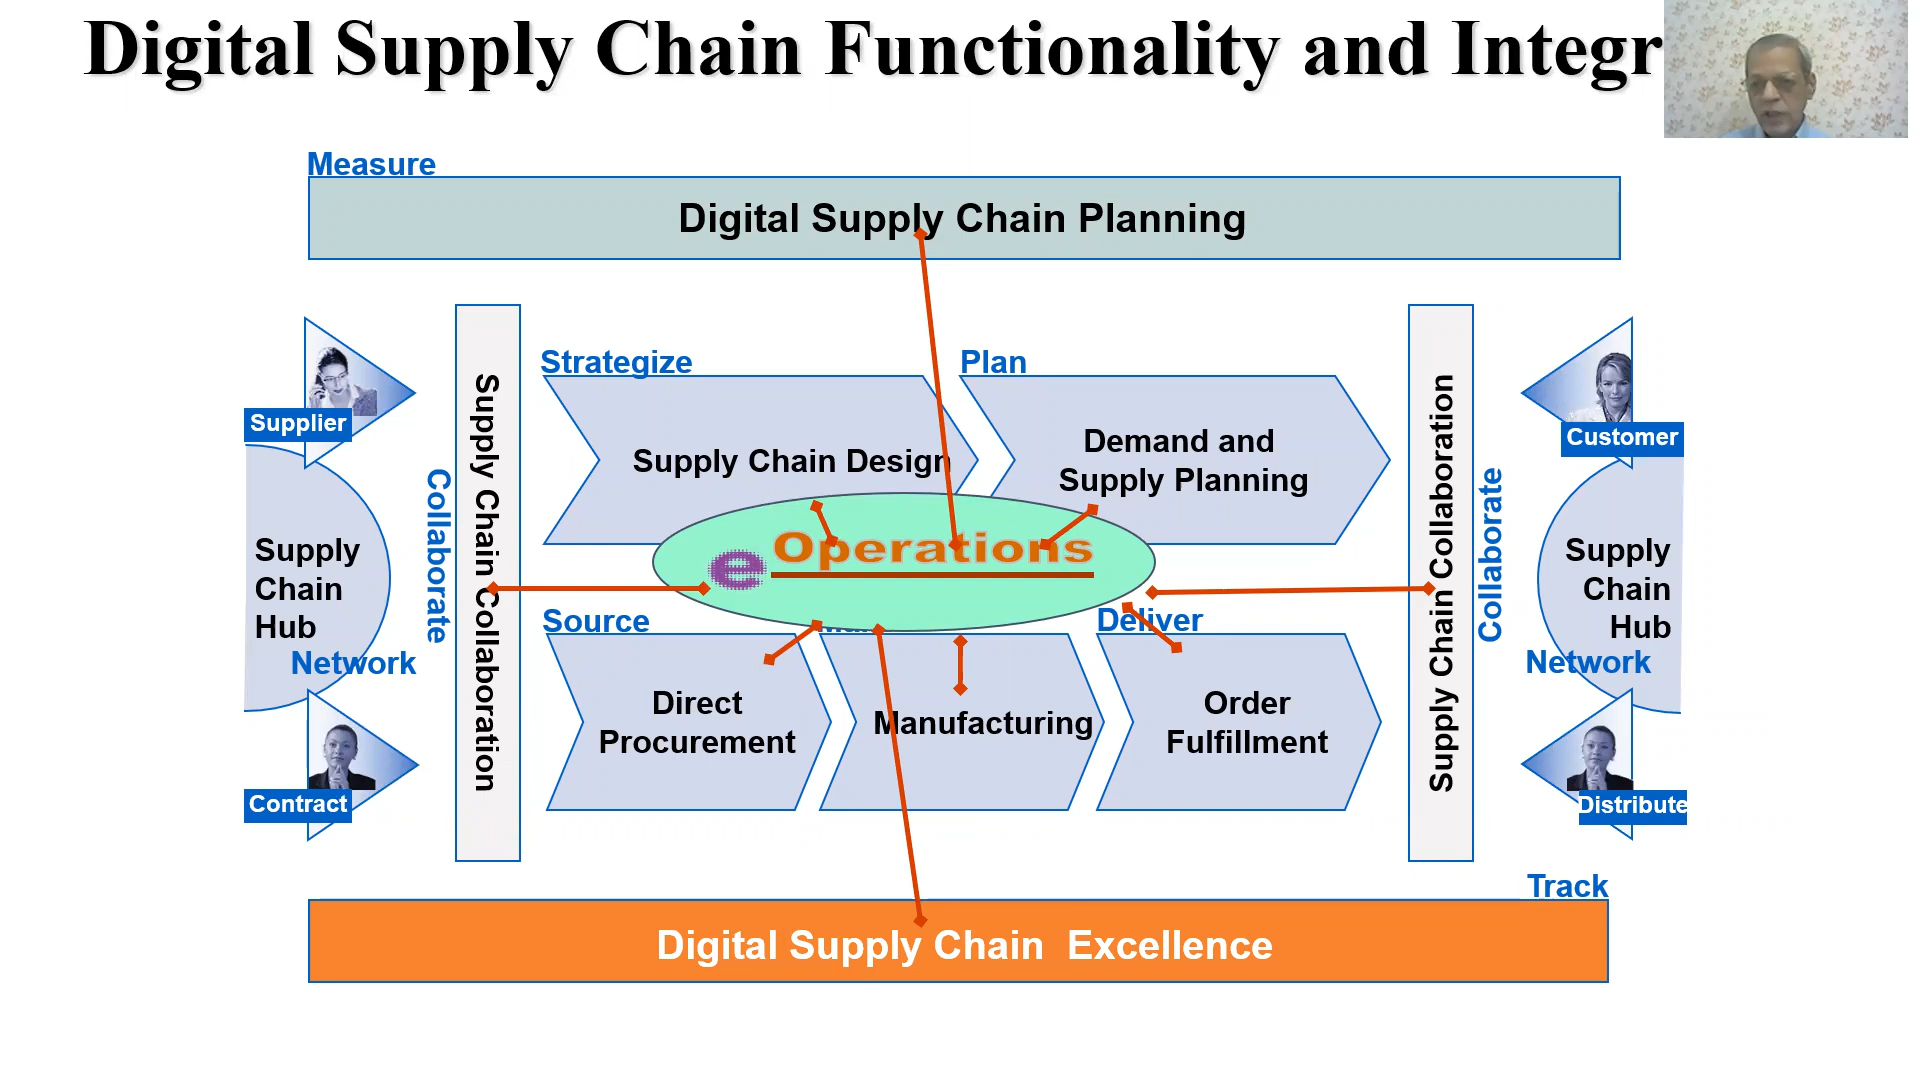 Digital Supply Chain Functionality and Integr
Measure
Digital Supply Chain Planning
Strategize
Plan
Supplier
Customer
Supply Chain Design
Demand and
Supply Planning
Supply Chain Collaboration
Collaborate
Supply Chain Collaboration
Collaborate
Supply
Chain
Hub
Network
e Operations
Supply
Chain
Hub
Network
Source
Deliver
Direct
Procurement
Manufacturing
Order
Fulfillment
Contract
Distribute
Track
Digital Supply Chain Excellence